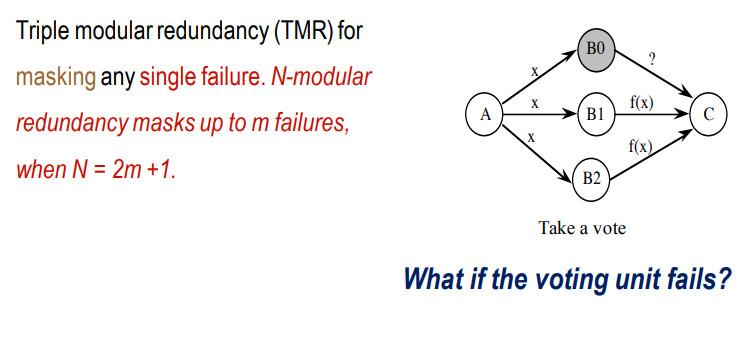 Triple modular redundancy (TMR) for
masking any single failure. N-modular
redundancy masks up to m failures,
when N = 2m +1.
B0
?
x
A
x
B1
f(x)
C
x
f(x)
B2
Take a vote
What if the voting unit fails?